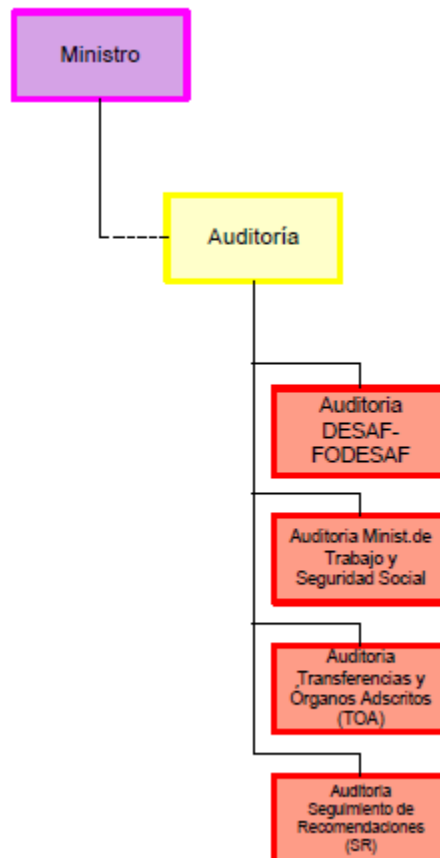 Ministro
Auditoría
Auditoria
DESAF-
FODESAF
Auditoria Minist.de
Trabajo y
Seguridad Social
Auditoria
Transferencias y
Órganos Adscritos
(TOA)
Auditoria
Seguimiento de
Recomendaciones
(SR)